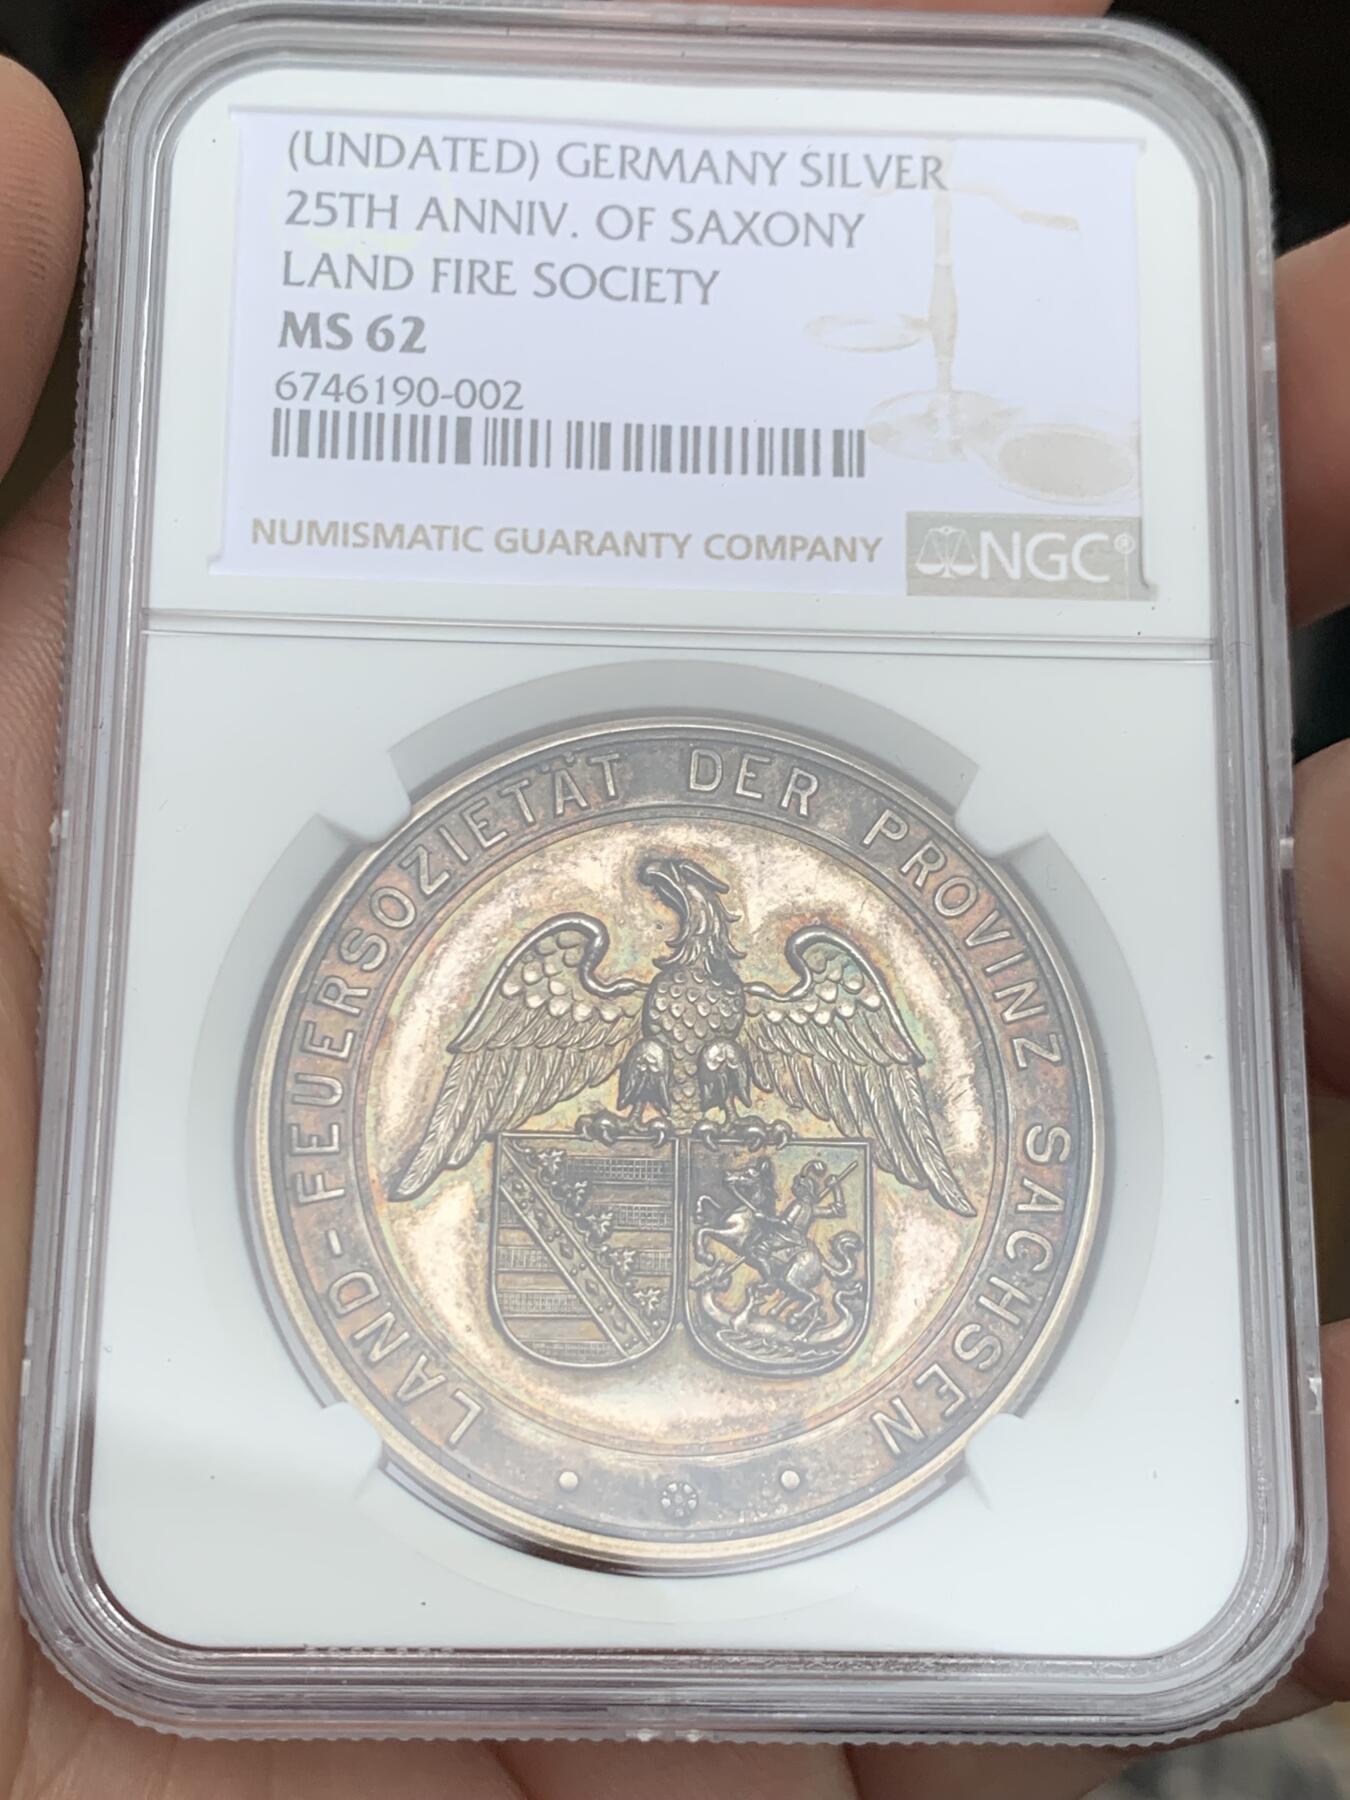 (UNDATED) GERMANY SILVER
25TH ANNIV. OF SAXONY
LAND FIRE SOCIETY
MS 62
6746190-002
NUMISMATIC GUARANTY COMPANY
NGC®
LAND-FEUERSOZIETÄT DER PROVINZ SACHSEN